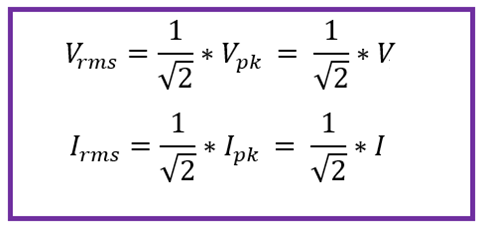 V_rms = 1/√2 * V_pk = 1/√2 * V
I_rms = 1/√2 * I_pk = 1/√2 * I